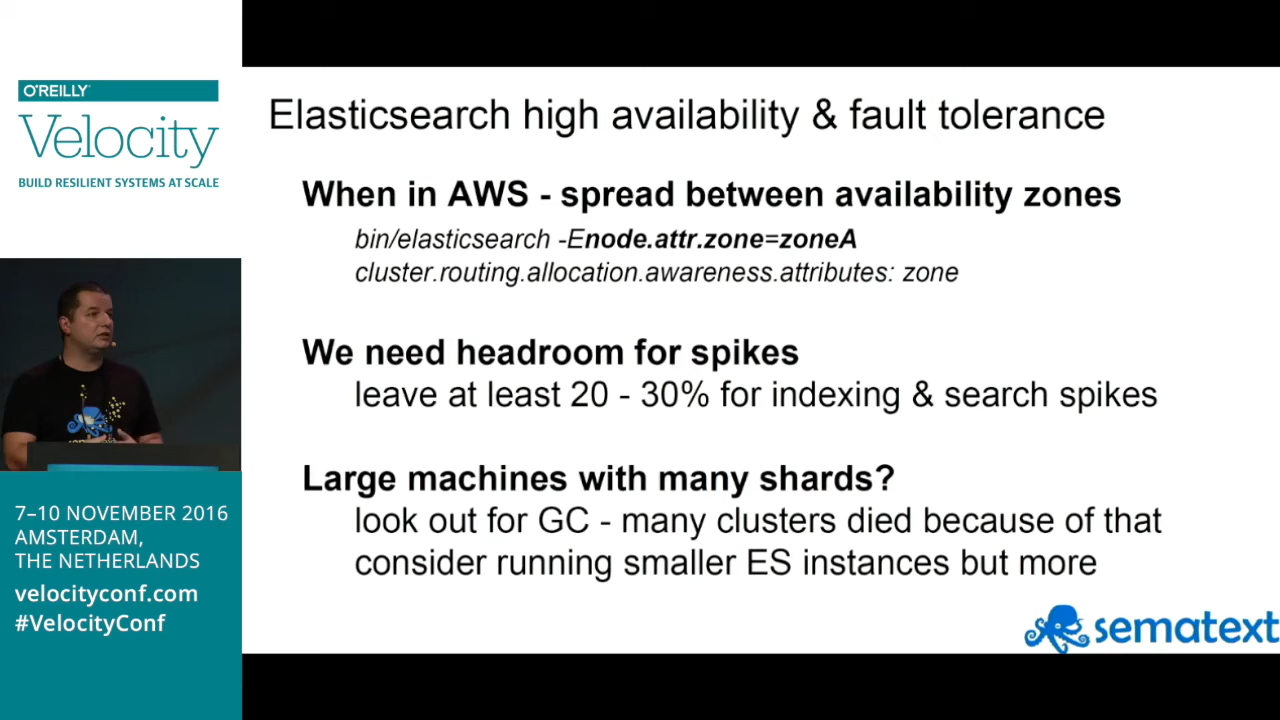 O'REILLY
Velocity
BUILD RESILIENT SYSTEMS AT SCALE
7–10 NOVEMBER 2016
AMSTERDAM,
THE NETHERLANDS
velocityconf.com
#VelocityConf
Elasticsearch high availability & fault tolerance
When in AWS - spread between availability zones
bin/elasticsearch -Enode.attr.zone=zoneA
cluster.routing.allocation.awareness.attributes: zone
We need headroom for spikes
leave at least 20 - 30% for indexing & search spikes
Large machines with many shards?
look out for GC - many clusters died because of that
consider running smaller ES instances but more
sematext